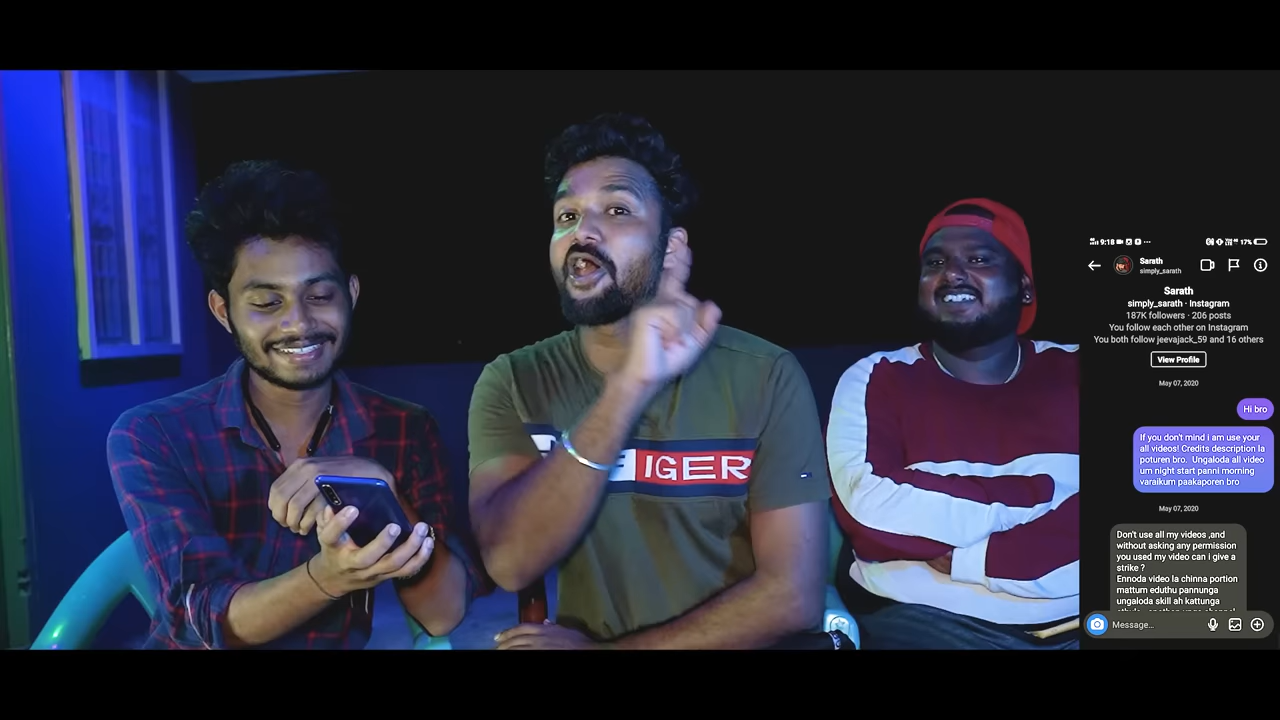 IGER
9:18
17%
Sarath
simply_sarath
Sarath
simply_sarath · Instagram
187K followers · 206 posts
You follow each other on Instagram
You both follow jeevajack_59 and 16 others
View Profile
May 07, 2020
Hi bro
If you don't mind i am use your
all videos! Credits description la
poturen bro. Ungaloda all video
um night start panni morning
varaikum paakaporen bro
May 07, 2020
Don't use all my videos ,and
without asking any permission
you used my video can i give a
strike ?
Ennoda video la chinna portion
mattum eduthu pannunga
ungaloda skill ah kattunga
Message...